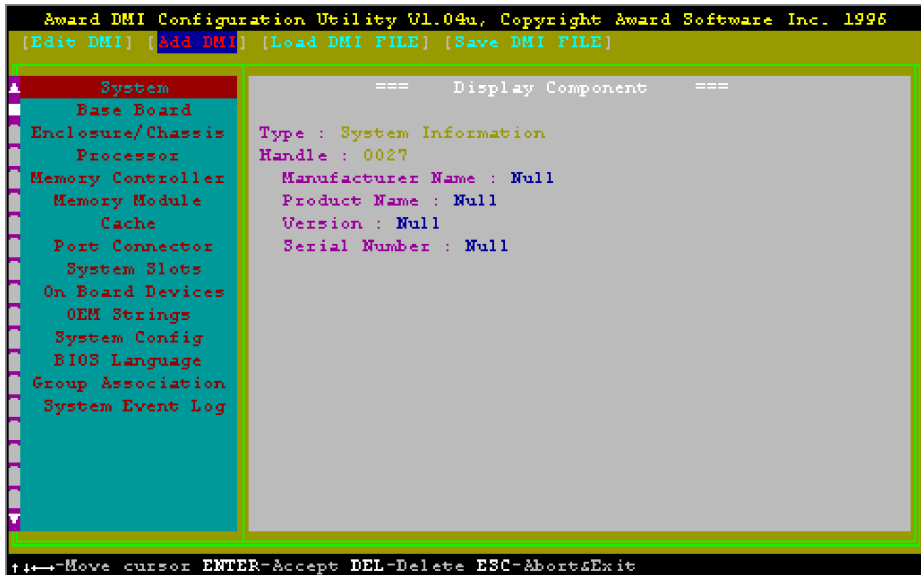 Award DMI Configuration Utility V1.04u, Copyright Award Software Inc. 1996
[Edit DMI] [Add DMI] [Load DMI FILE] [Save DMI FILE]
System
Base Board
Enclosure/Chassis
Processor
Memory Controller
Memory Module
Cache
Port Connector
System Slots
On Board Devices
OEM Strings
System Config
BIOS Language
Group Association
System Event Log
=== Display Component ===
Type : System Information
Handle : 0027
Manufacturer Name : Null
Product Name : Null
Version : Null
Serial Number : Null
↑↓←→-Move cursor ENTER-Accept DEL-Delete ESC-Abort&Exit